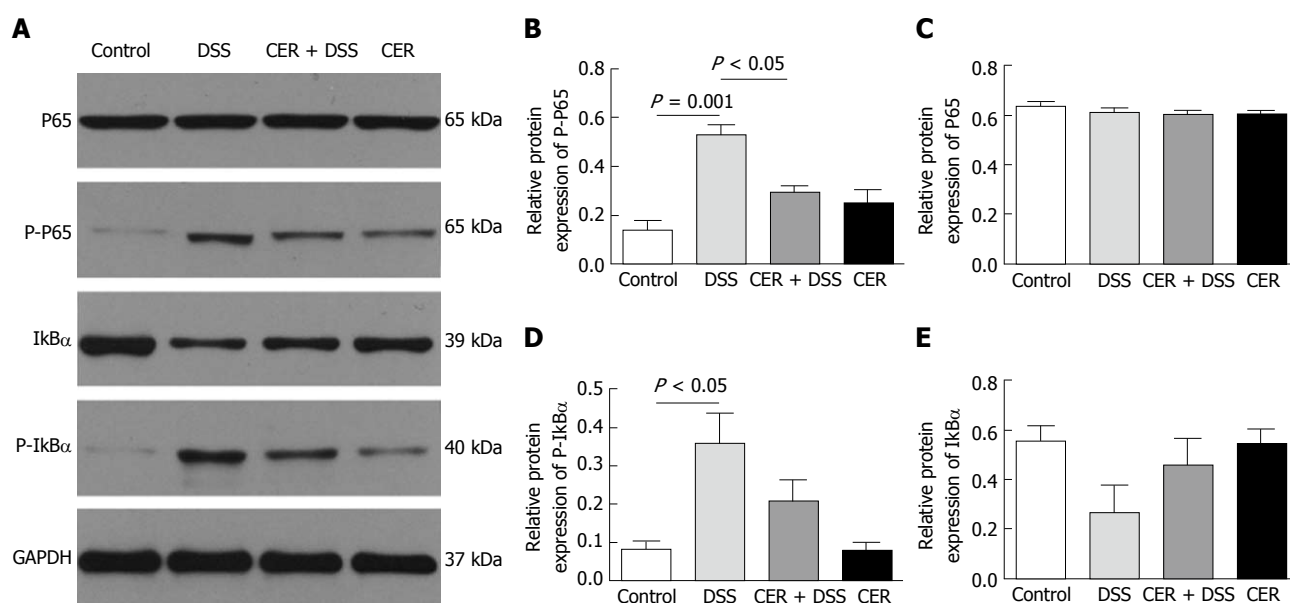 A
Control DSS CER + DSS CER
P65 65 kDa
P-P65 65 kDa
IkBα 39 kDa
P-IkBα 40 kDa
GAPDH 37 kDa
B
Relative protein
expression of P-P65
0.8
0.6
0.4
0.2
0.0
P = 0.001
P < 0.05
Control DSS CER + DSS CER
C
Relative protein
expression of P65
0.8
0.6
0.4
0.2
0.0
Control DSS CER + DSS CER
D
Relative protein
expression of P-IkBα
0.5
0.4
0.3
0.2
0.1
0.0
P < 0.05
Control DSS CER + DSS CER
E
Relative protein
expression of IkBα
0.8
0.6
0.4
0.2
0.0
Control DSS CER + DSS CER